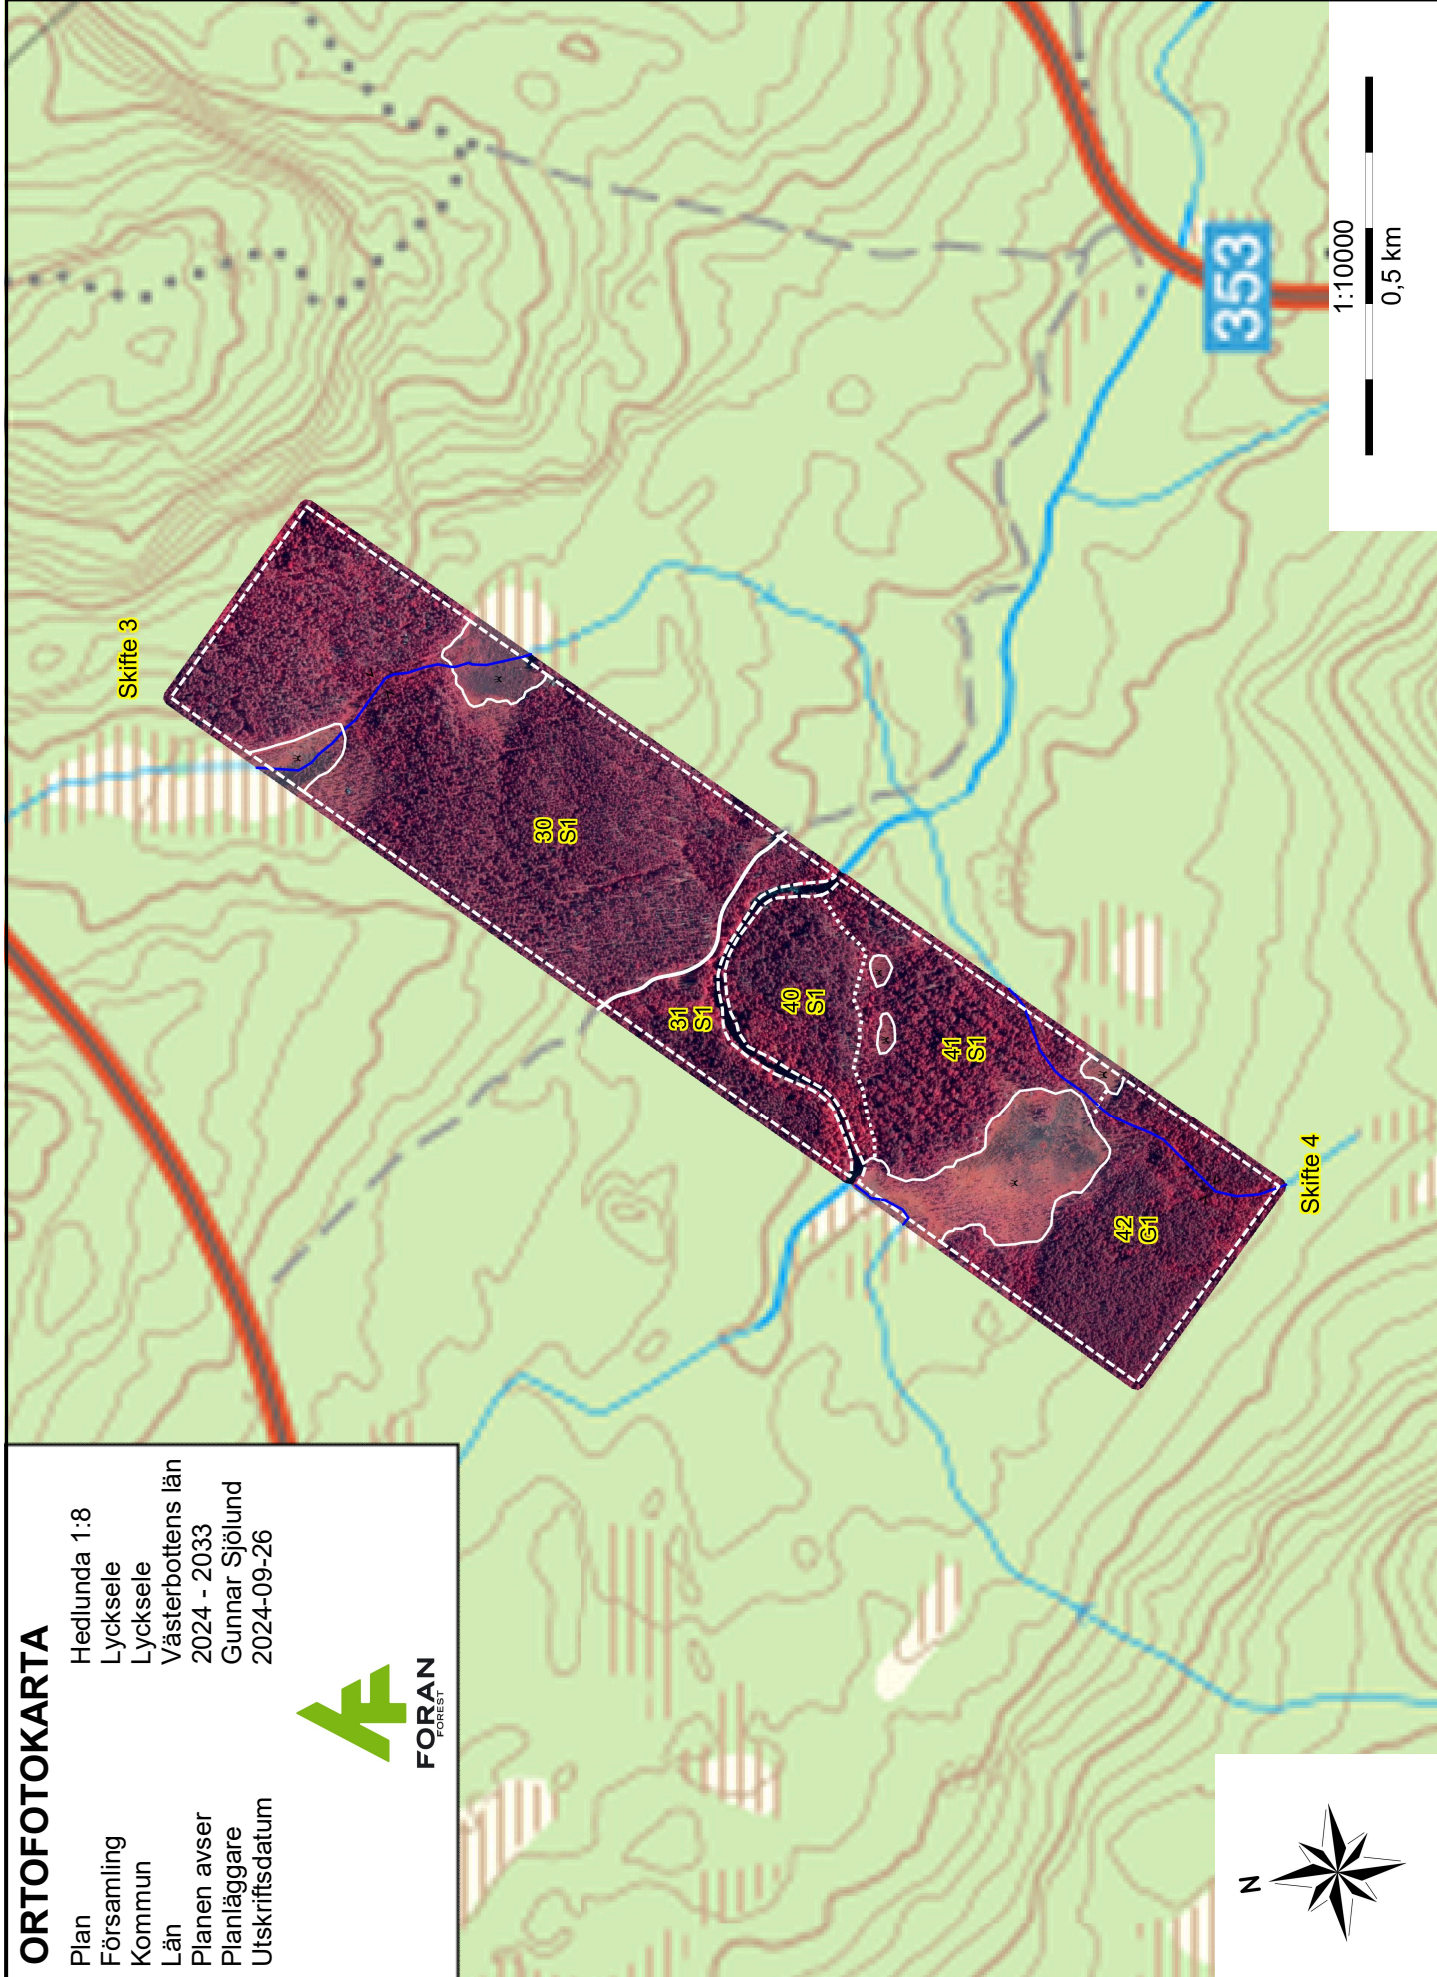 ORTOFOTOKARTA
Plan Hedlunda 1:8
Församling Lycksele
Kommun Lycksele
Län Västerbottens län
Planen avser 2024 - 2033
Planläggare Gunnar Sjölund
Utskriftsdatum 2024-09-26
FORAN
FOREST
Skifte 3
30
S1
31
S1
40
S1
41
S1
42
G1
Skifte 4
353
1:10000
0,5 km
N